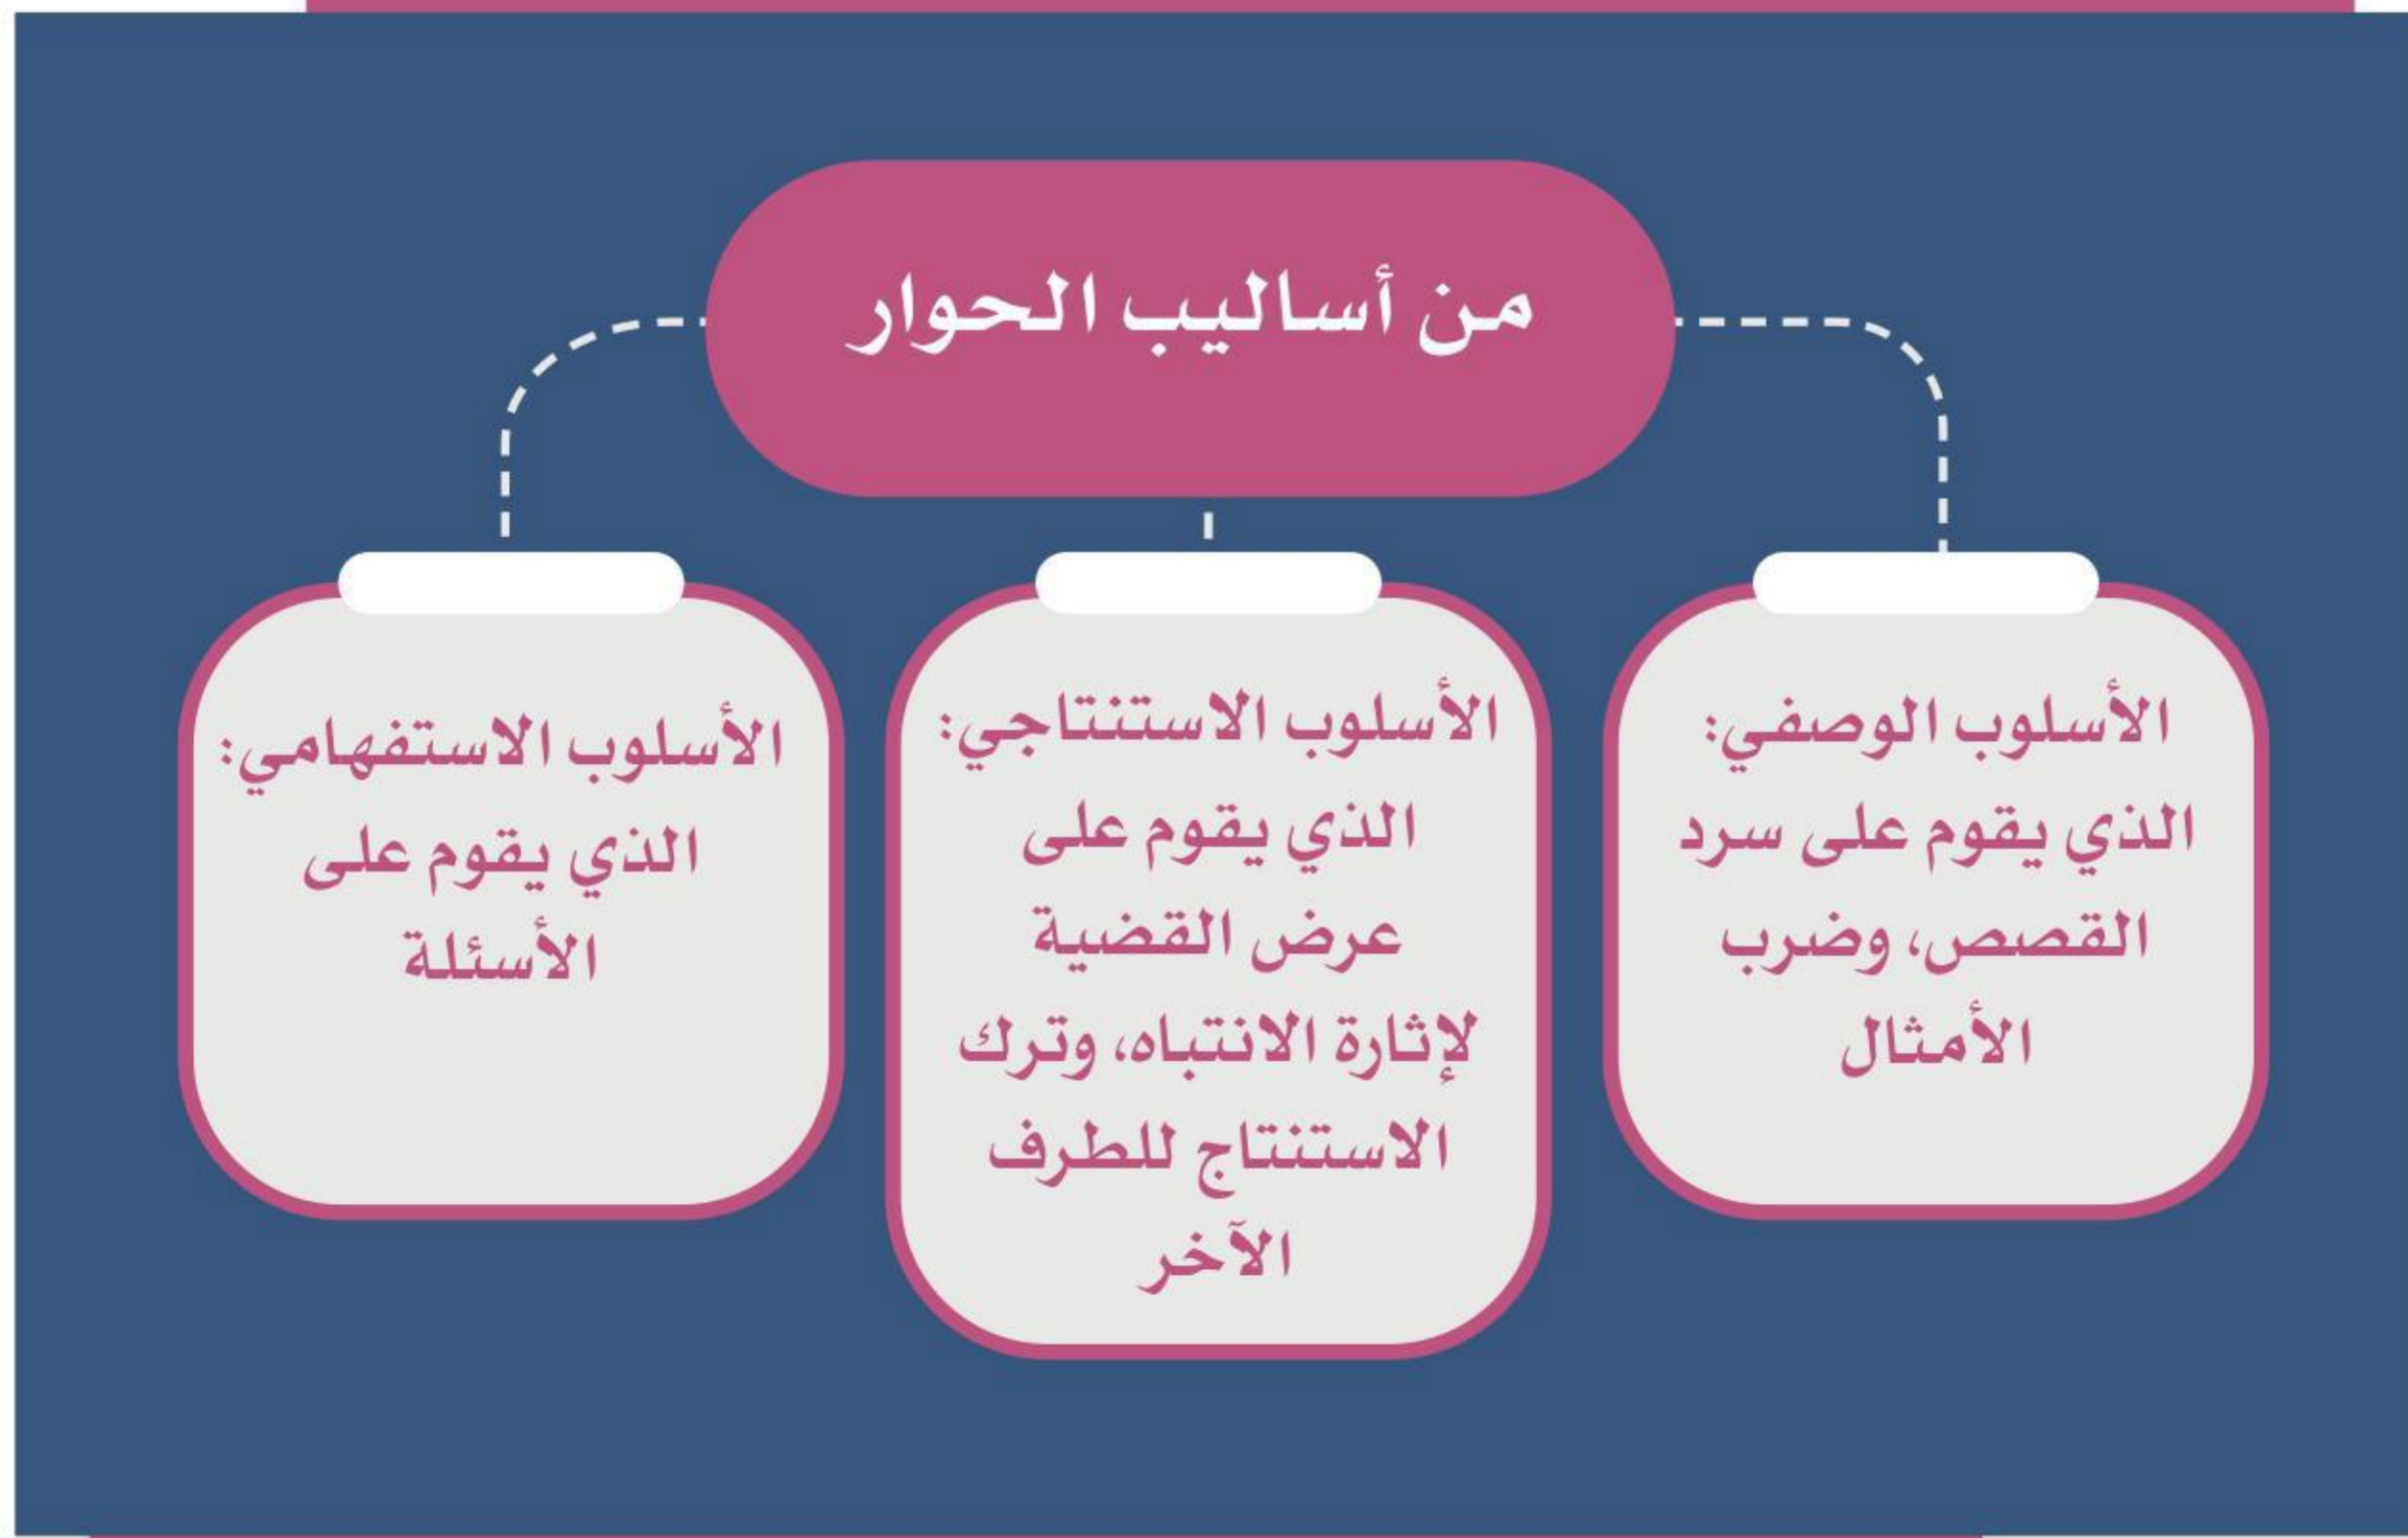 من أساليب الحوار
الأسلوب الوصفي:
الذي يقوم على سرد
القصص، وضرب
الأمثال
الأسلوب الاستنتاجي:
الذي يقوم على
عرض القضية
لإثارة الانتباه، وترك
الاستنتاج للطرف
الآخر
الأسلوب الاستفهامي:
الذي يقوم على
الأسئلة